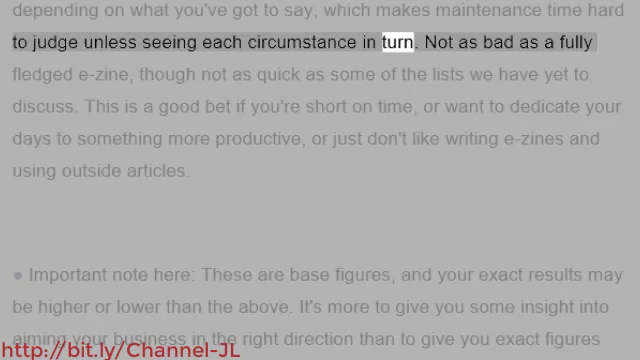 depending on what you've got to say, which makes maintenance time hard
to judge unless seeing each circumstance in turn. Not as bad as a fully
fledged e-zine, though not as quick as some of the lists we have yet to
discuss. This is a good bet if you're short on time, or want to dedicate your
days to something more productive, or just don't like writing e-zines and
using outside articles.
● Important note here: These are base figures, and your exact results may
be higher or lower than the above. It's more to give you some insight into
aiming your business in the right direction than to give you exact figures
http://bit.ly/Channel-JL